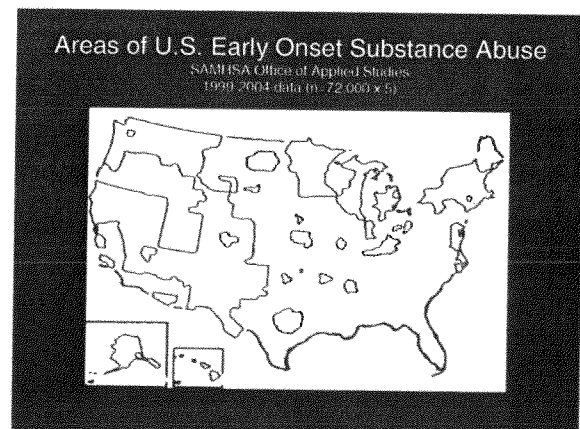 Areas of U.S. Early Onset Substance Abuse
SAMHSA Office of Applied Studies
1999-2004 data (n=72,000 x 5)